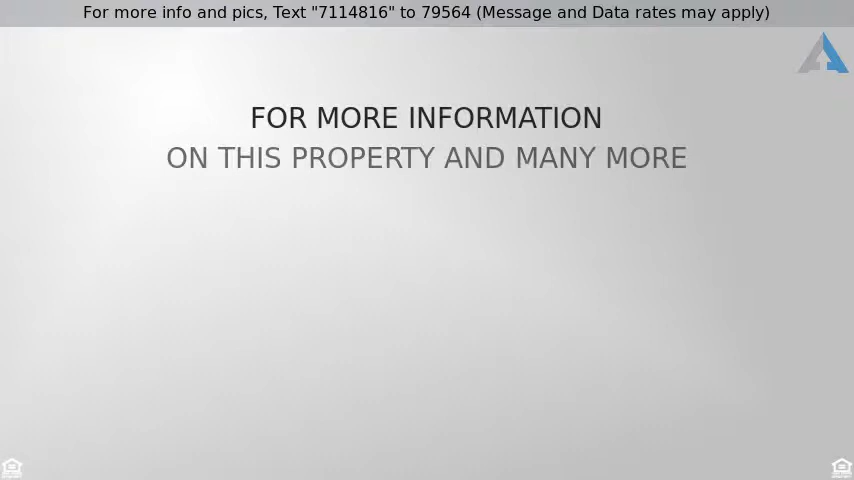 For more info and pics, Text "7114816" to 79564 (Message and Data rates may apply)
FOR MORE INFORMATION
ON THIS PROPERTY AND MANY MORE